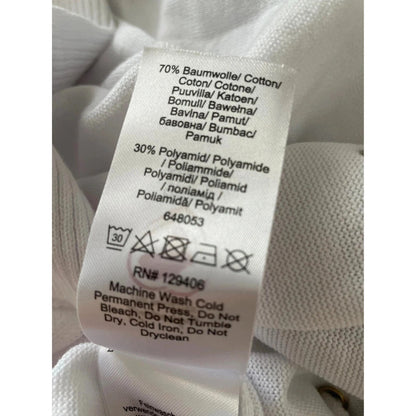 70% Baumwolle/ Cotton/
Coton/ Cotone/
Puuvilla/ Katoen/
Bomull/ Bawełna/
Bavlna/ Pamut/
бавовна/ Bumbac/
Pamuk
30% Polyamid/ Polyamide
/ Poliammide/
Polyamidi/ Poliamid
/ поліамід /
Poliamidă/ Polyamit
648053
30
RN# 129406
Machine Wash Cold
Permanent Press, Do Not
Bleach, Do Not Tumble
Dry, Cold Iron, Do Not
Dryclean